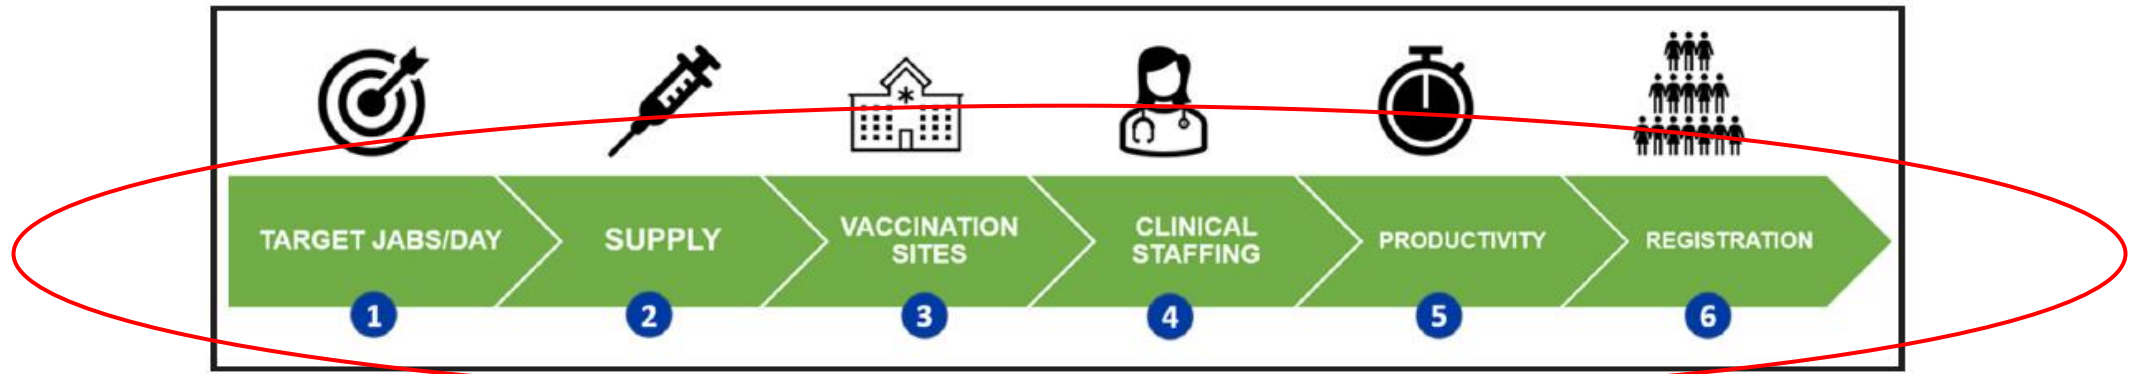 TARGET JABS/DAY
SUPPLY
VACCINATION
SITES
CLINICAL
STAFFING
PRODUCTIVITY
REGISTRATION
1
2
3
4
5
6